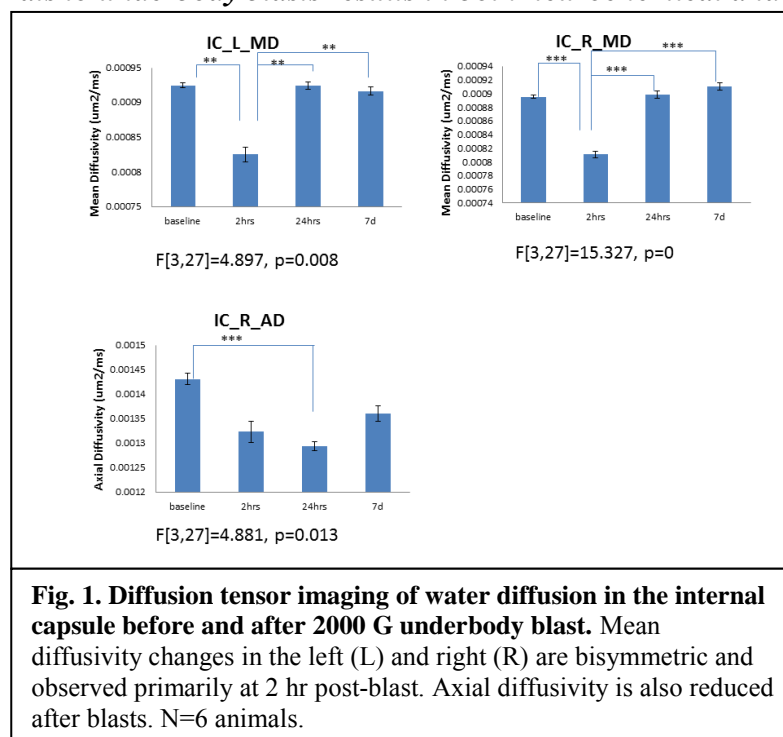 IC_L_MD
**
**
**
Mean Diffusivity (um2/ms)
0.00095
0.0009
0.00085
0.0008
0.00075
baseline 2hrs 24hrs 7d
F[3,27]=4.897, p=0.008
IC_R_MD
***
***
***
Mean Diffusivity (um2/ms)
0.00094
0.00092
0.0009
0.00088
0.00086
0.00084
0.00082
0.0008
0.00078
0.00076
0.00074
baseline 2hrs 24hrs 7d
F[3,27]=15.327, p=0
IC_R_AD
***
Axial Diffusivity (um2/ms)
0.0015
0.00145
0.0014
0.00135
0.0013
0.00125
0.0012
baseline 2hrs 24hrs 7d
F[3,27]=4.881, p=0.013
Fig. 1. Diffusion tensor imaging of water diffusion in the internal
capsule before and after 2000 G underbody blast. Mean
diffusivity changes in the left (L) and right (R) are bisymmetric and
observed primarily at 2 hr post-blast. Axial diffusivity is also reduced
after blasts. N=6 animals.